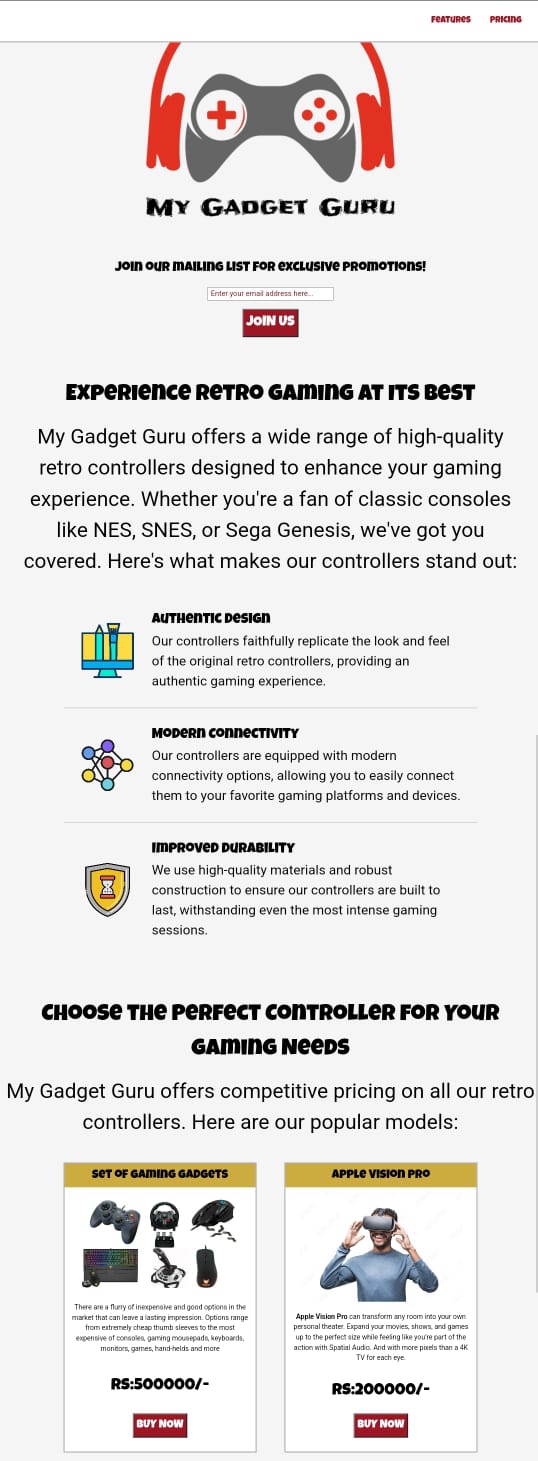 Features Pricing
My Gadget Guru
Join our mailing list for exclusive promotions!
Enter your email address here...
Join Us
Experience Retro Gaming at Its Best
My Gadget Guru offers a wide range of high-quality
retro controllers designed to enhance your gaming
experience. Whether you're a fan of classic consoles
like NES, SNES, or Sega Genesis, we've got you
covered. Here's what makes our controllers stand out:
Authentic Design
Our controllers faithfully replicate the look and feel
of the original retro controllers, providing an
authentic gaming experience.
Modern Connectivity
Our controllers are equipped with modern
connectivity options, allowing you to easily connect
them to your favorite gaming platforms and devices.
Improved Durability
We use high-quality materials and robust
construction to ensure our controllers are built to
last, withstanding even the most intense gaming
sessions.
Choose the Perfect Controller for Your
Gaming Needs
My Gadget Guru offers competitive pricing on all our retro
controllers. Here are our popular models:
Set of Gaming Gadgets
There are a flurry of inexpensive and good options in the
market that can leave a lasting impression. Options range
from extremely cheap thumb sleeves to the most
expensive of consoles, gaming mousepads, keyboards,
monitors, games, hand-helds and more
RS:500000/-
Buy Now
Apple Vision Pro
Apple Vision Pro can transform any room into your own
personal theater. Expand your movies, shows, and games
up to the perfect size while feeling like you're part of the
action with Spatial Audio. And with more pixels than a 4K
TV for each eye.
RS:200000/-
Buy Now